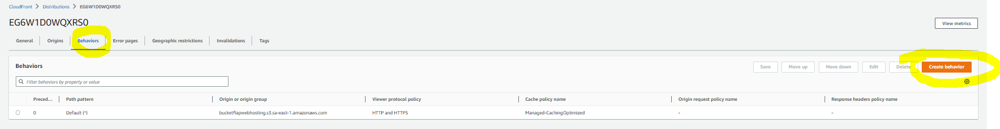 CloudFront > Distributions > EG6W1D0WQXRS0
EG6W1D0WQXRS0
View metrics
General Origins Behaviors Error pages Geographic restrictions Invalidations Tags
Behaviors
Save Move up Move down Edit Delete Create behavior
Filter behaviors by property or value
Preced... Path pattern Origin or origin group Viewer protocol policy Cache policy name Origin request policy name Response headers policy name
0 Default (*) bucketfiapwebhosting.s3.sa-east-1.amazonaws.com HTTP and HTTPS Managed-CachingOptimized - -